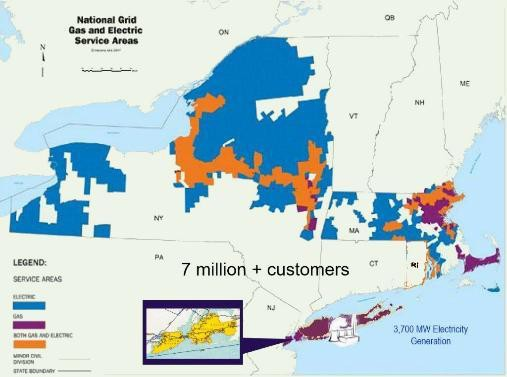 National Grid
Gas and Electric
Service Areas
N
ON
QB
ME
VT
NH
NY
MA
PA
CT
RI
7 million + customers
NJ
3,700 MW Electricity
Generation
LEGEND:
SERVICE AREAS
ELECTRIC
GAS
BOTH GAS AND ELECTRIC
MINOR CIVIL
DIVISION
STATE BOUNDARY